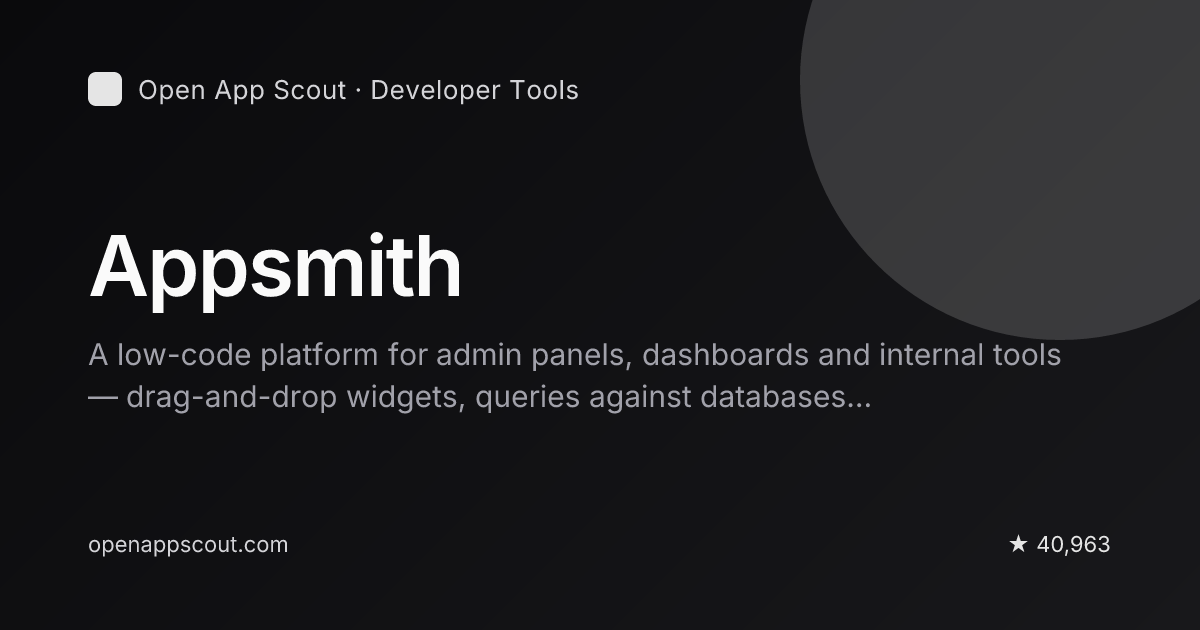 Open App Scout · Developer Tools
Appsmith
A low-code platform for admin panels, dashboards and internal tools
— drag-and-drop widgets, queries against databases...
openappscout.com
★ 40,963